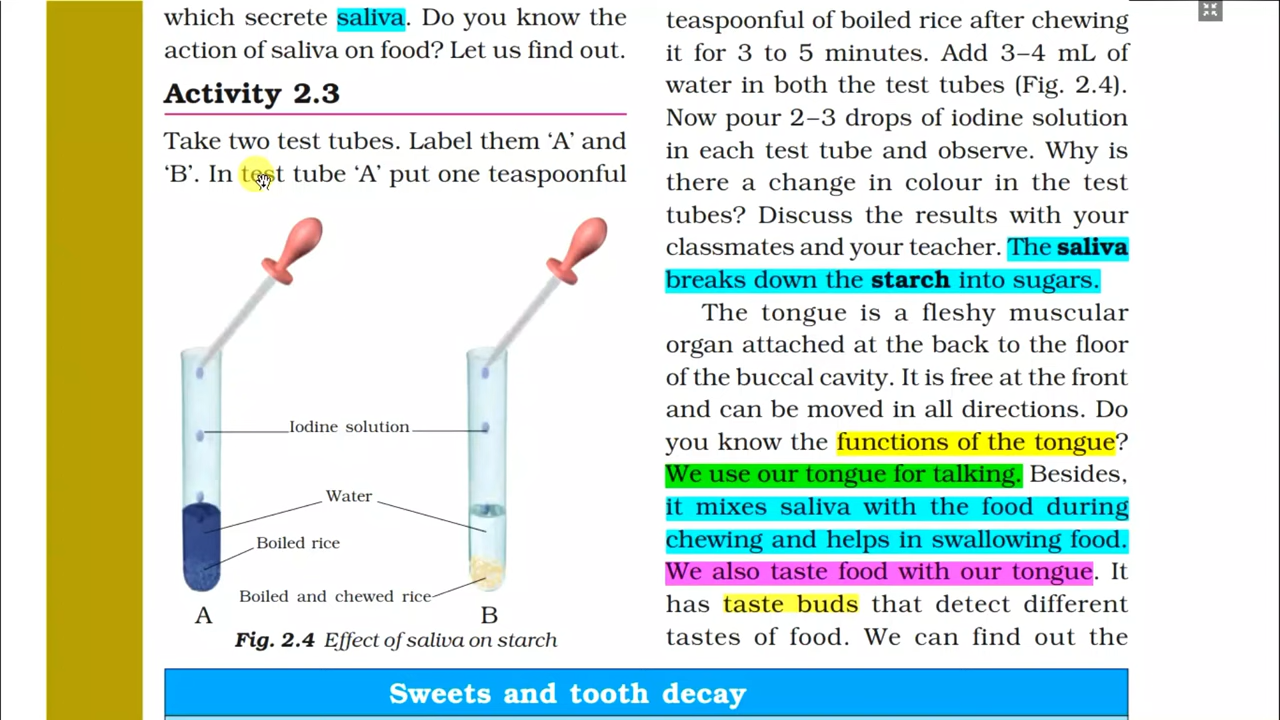 which secrete saliva. Do you know the
action of saliva on food? Let us find out.
Activity 2.3
Take two test tubes. Label them ‘A’ and
‘B’. In test tube ‘A’ put one teaspoonful
Iodine solution
Water
Boiled rice
Boiled and chewed rice
A
B
Fig. 2.4 Effect of saliva on starch
teaspoonful of boiled rice after chewing
it for 3 to 5 minutes. Add 3–4 mL of
water in both the test tubes (Fig. 2.4).
Now pour 2–3 drops of iodine solution
in each test tube and observe. Why is
there a change in colour in the test
tubes? Discuss the results with your
classmates and your teacher. The saliva
breaks down the starch into sugars.
The tongue is a fleshy muscular
organ attached at the back to the floor
of the buccal cavity. It is free at the front
and can be moved in all directions. Do
you know the functions of the tongue?
We use our tongue for talking. Besides,
it mixes saliva with the food during
chewing and helps in swallowing food.
We also taste food with our tongue. It
has taste buds that detect different
tastes of food. We can find out the
Sweets and tooth decay